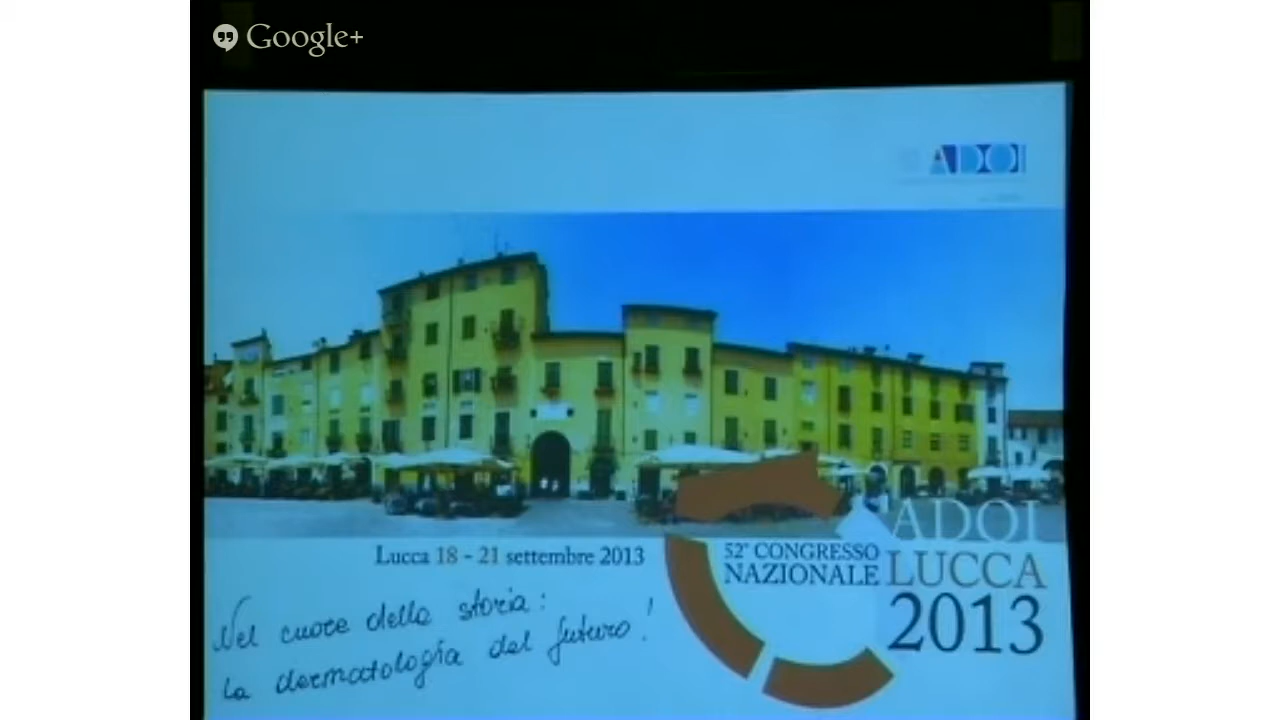 Google+
ADOI
Lucca 18 - 21 settembre 2013
52° CONGRESSO
NAZIONALE
ADOI
LUCCA
2013
Nel cuore della storia:
la dermatologia del futuro!